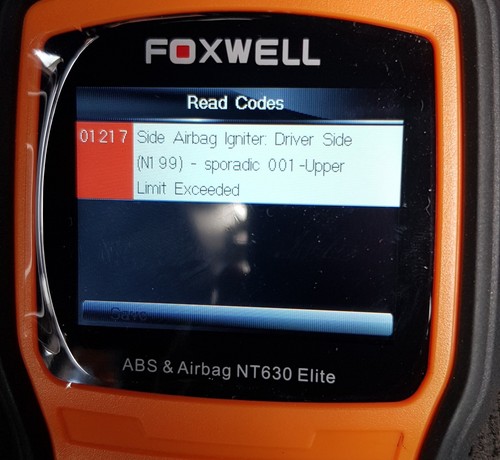 FOXWELL
Read Codes
01217 Side Airbag Igniter: Driver Side
(N199) - sporadic 001-Upper
Limit Exceeded
Save
ABS & Airbag NT630 Elite